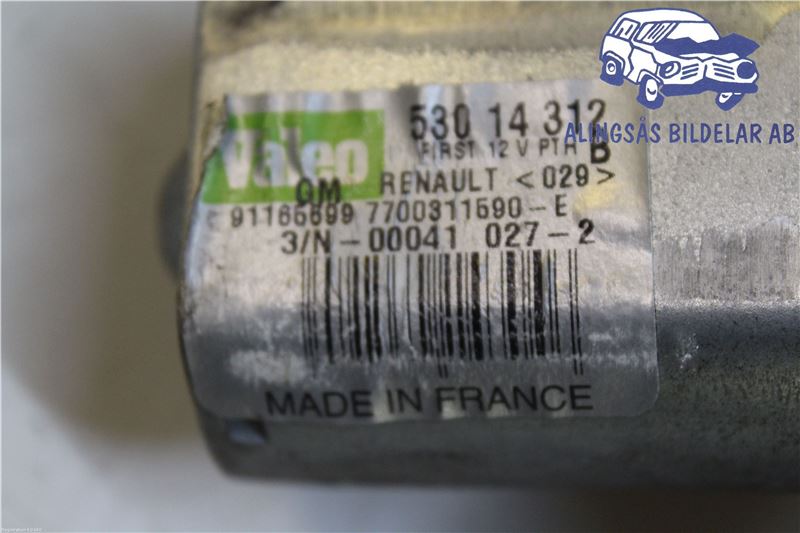 530 14 312
Valeo
FIRST 12 V PTR B
GM RENAULT <029>
91165699 7700311590-E
3/N-00041 027-2
MADE IN FRANCE
ALINGSÅS BILDELAR AB